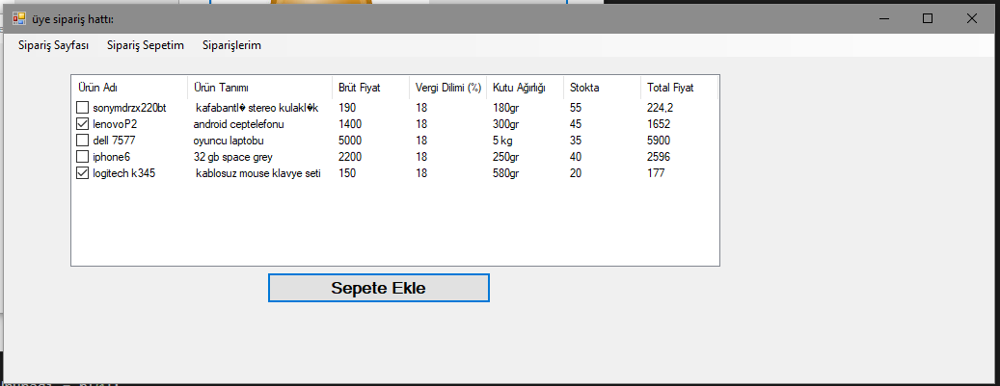 üye sipariş hattı:
Sipariş Sayfası Sipariş Sepetim Siparişlerim
Ürün Adı Ürün Tanımı Brüt Fiyat Vergi Dilimi (%) Kutu Ağırlığı Stokta Total Fiyat
sonymdrzx220bt kafabantl� stereo kulakl�k 190 18 180gr 55 224,2
lenovoP2 android ceptelefonu 1400 18 300gr 45 1652
dell 7577 oyuncu laptobu 5000 18 5 kg 35 5900
iphone6 32 gb space grey 2200 18 250gr 40 2596
logitech k345 kablosuz mouse klavye seti 150 18 580gr 20 177
Sepete Ekle